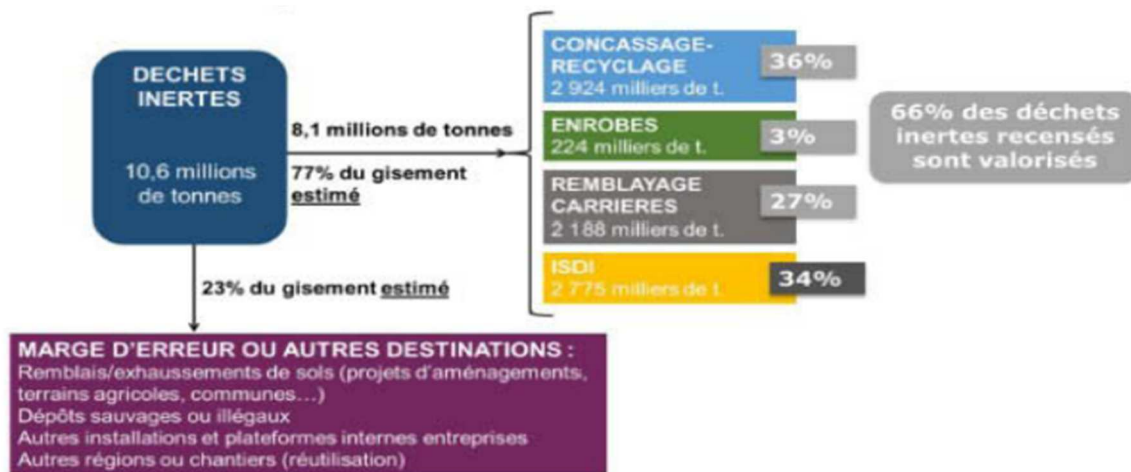 DECHETS
INERTES
10,6 millions
de tonnes
8,1 millions de tonnes
77% du gisement
estimé
CONCASSAGE-
RECYCLAGE
2 924 milliers de t.
36%
ENROBES
224 milliers de t.
3%
REMBLAYAGE
CARRIERES
2 188 milliers de t.
27%
ISDI
2 775 milliers de t.
34%
66% des déchets
inertes recensés
sont valorisés
23% du gisement estimé
MARGE D'ERREUR OU AUTRES DESTINATIONS :
Remblais/exhaussements de sols (projets d'aménagements,
terrains agricoles, communes...)
Dépôts sauvages ou illégaux
Autres installations et plateformes internes entreprises
Autres régions ou chantiers (réutilisation)